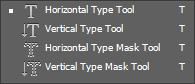 Horizontal Type Tool T
Vertical Type Tool T
Horizontal Type Mask Tool T
Vertical Type Mask Tool T